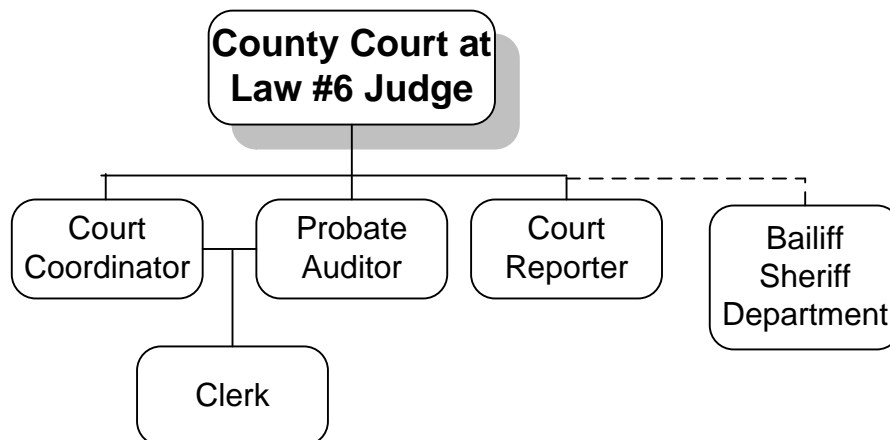 County Court at
Law #6 Judge
Court
Coordinator
Probate
Auditor
Court
Reporter
Bailiff
Sheriff
Department
Clerk